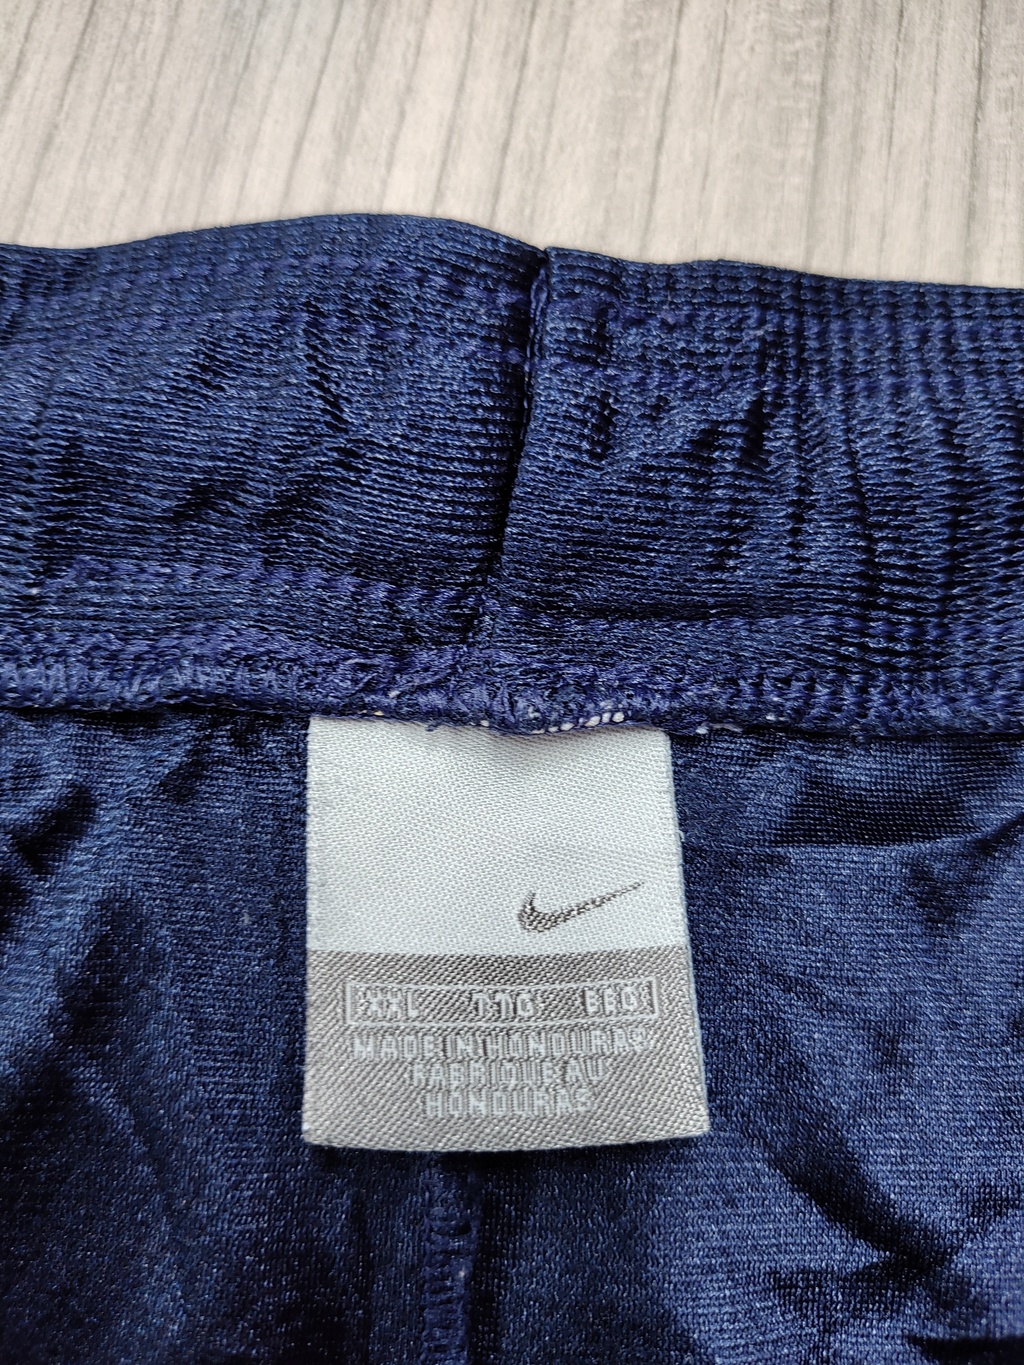 XXL TTG EEG
MADE IN HONDURAS
FABRIQUE AU
HONDURAS